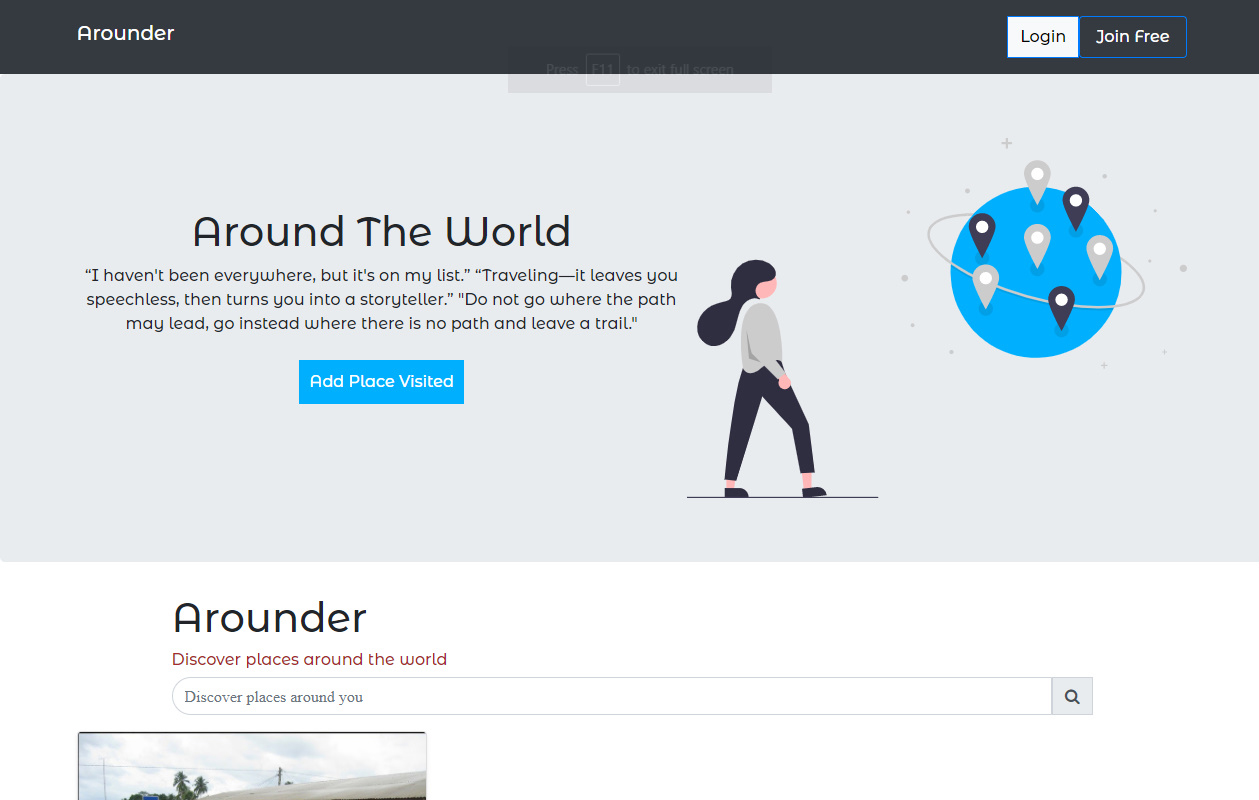 Arounder
Login
Join Free
Press F11 to exit full screen
Around The World
“I haven't been everywhere, but it's on my list.” “Traveling—it leaves you
speechless, then turns you into a storyteller.” "Do not go where the path
may lead, go instead where there is no path and leave a trail."
Add Place Visited
Arounder
Discover places around the world
Discover places around you